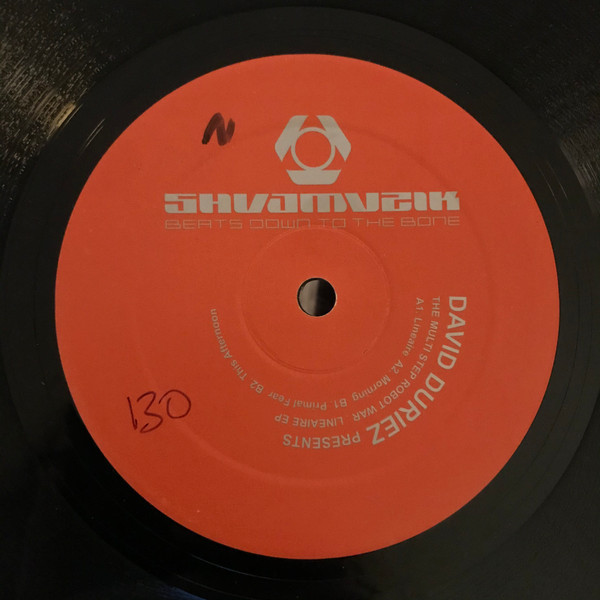 N
SHVAMUZIK
BEATS DOWN TO THE BONE
DAVID DURIEZ PRESENTS
THE MULTI STEP ROBOT WAR LINEAIRE EP
A1. Lineaire A2. Morning B1. Primal Fear B2. This Afternoon
130